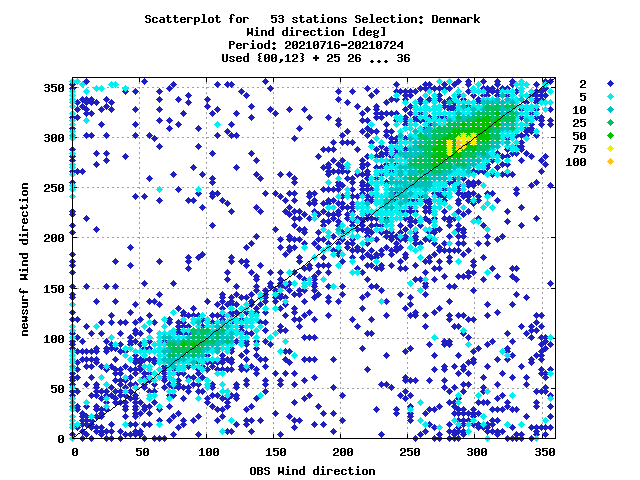 Scatterplot for   53 stations Selection: Denmark
Wind direction [deg]
Period: 20210716-20210724
Used {00,12} + 25 26 ... 36
350
300
250
200
150
100
50
0
newsurf Wind direction
0 50 100 150 200 250 300 350
OBS Wind direction
2
5
10
25
50
75
100